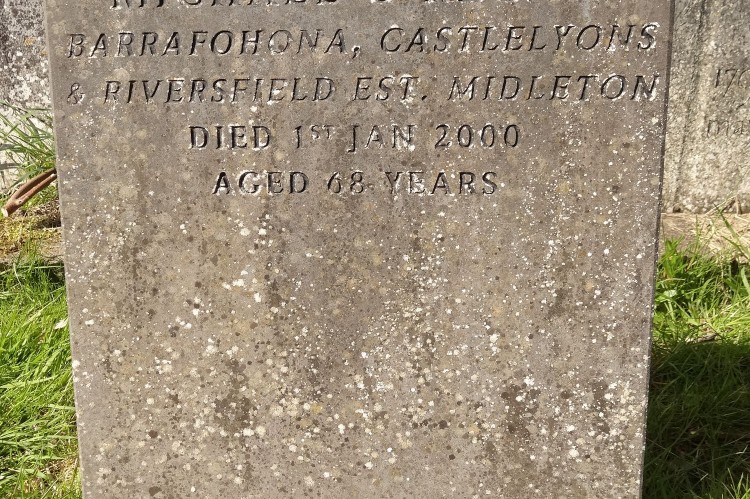 BARRAFOHONA, CASTLELYONS
& RIVERSFIELD EST. MIDLETON
DIED 1ST JAN 2000
AGED 68 YEARS